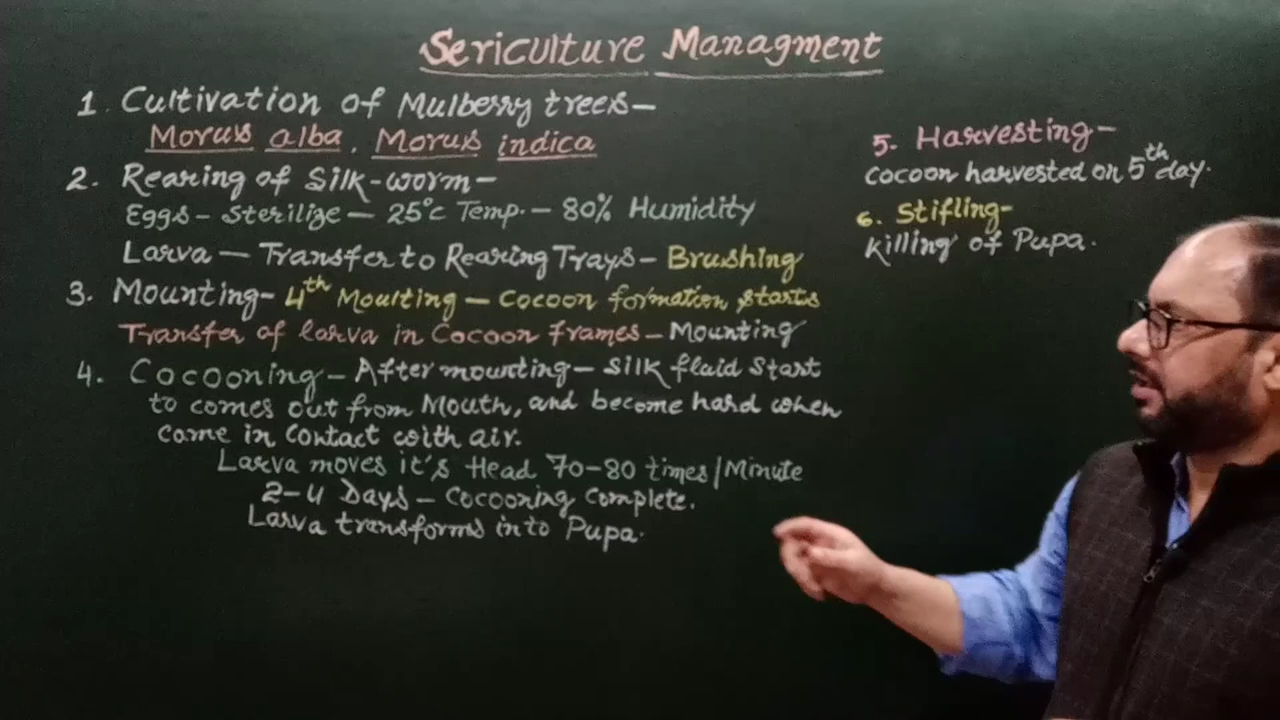 Sericulture Managment
1. Cultivation of Mulberry trees-
Morus alba, Morus indica
2. Rearing of Silk-worm-
Eggs - Sterilize - 25°c Temp. - 80% Humidity
Larva - Transfer to Rearing Trays - Brushing
3. Mounting- 4th Moulting - Cocoon formation starts
Transfer of larva in Cocoon frames - Mounting
4. Cocooning - After mounting - Silk fluid Start
to comes out from Mouth, and become hard when
came in Contact with air.
Larva moves it's Head 70-80 times/Minute
2-4 Days - Cocooning Complete.
Larva transforms into Pupa.
5. Harvesting-
Cocoon harvested on 5th day.
6. Stifling-
Killing of Pupa.